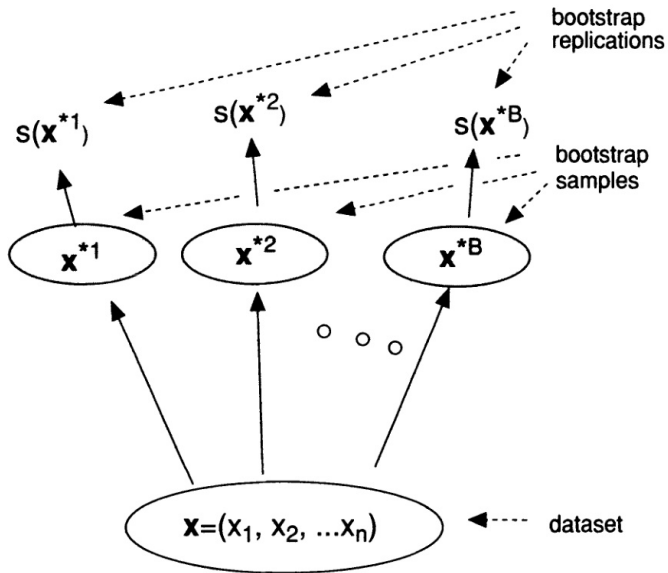 bootstrap
replications
s(x*1)
s(x*2)
s(x*B)
bootstrap
samples
x*1
x*2
x*B
x=(x1, x2, ...xn)
dataset